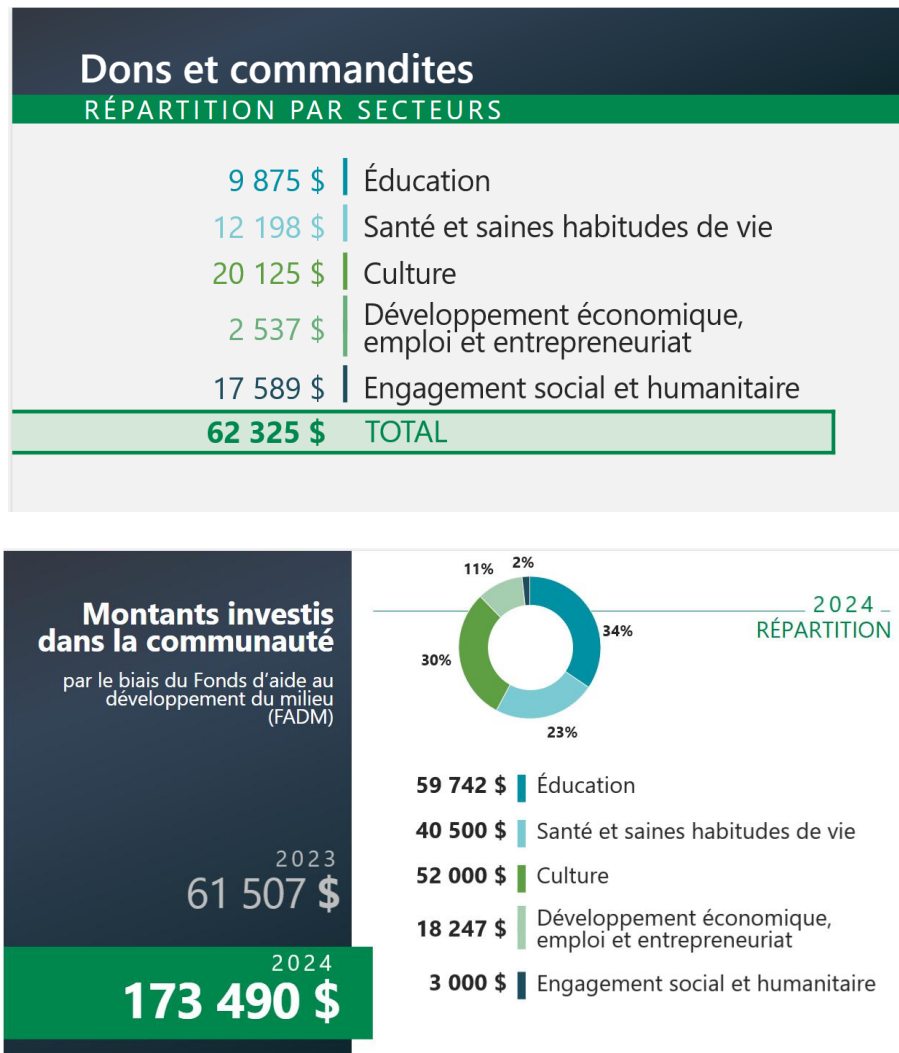 Dons et commandites
RÉPARTITION PAR SECTEURS
9 875 $ Éducation
12 198 $ Santé et saines habitudes de vie
20 125 $ Culture
2 537 $ Développement économique,
emploi et entrepreneuriat
17 589 $ Engagement social et humanitaire
62 325 $ TOTAL
Montants investis
dans la communauté
par le biais du Fonds d'aide au
développement du milieu
(FADM)
2023
61 507 $
2024
173 490 $
11% 2%
34%
30%
23%
2024
RÉPARTITION
59 742 $ Éducation
40 500 $ Santé et saines habitudes de vie
52 000 $ Culture
18 247 $ Développement économique,
emploi et entrepreneuriat
3 000 $ Engagement social et humanitaire